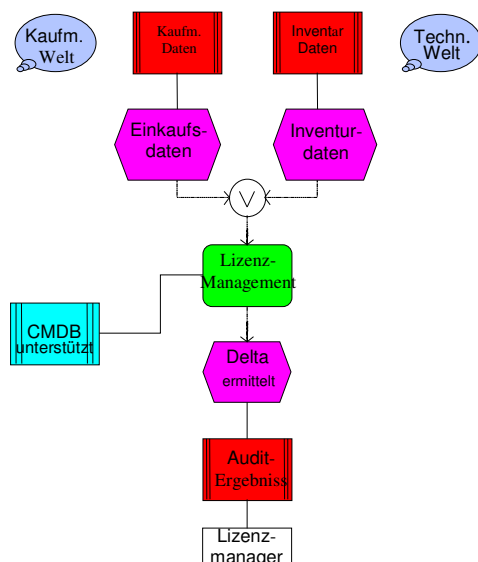 Kaufm.
Welt
Kaufm.
Daten
Inventar
Daten
Techn.
Welt
Einkaufs-
daten
Inventur-
daten
V
Lizenz-
Management
CMDB
unterstützt
Delta
ermittelt
Audit-
Ergebniss
Lizenz-
manager